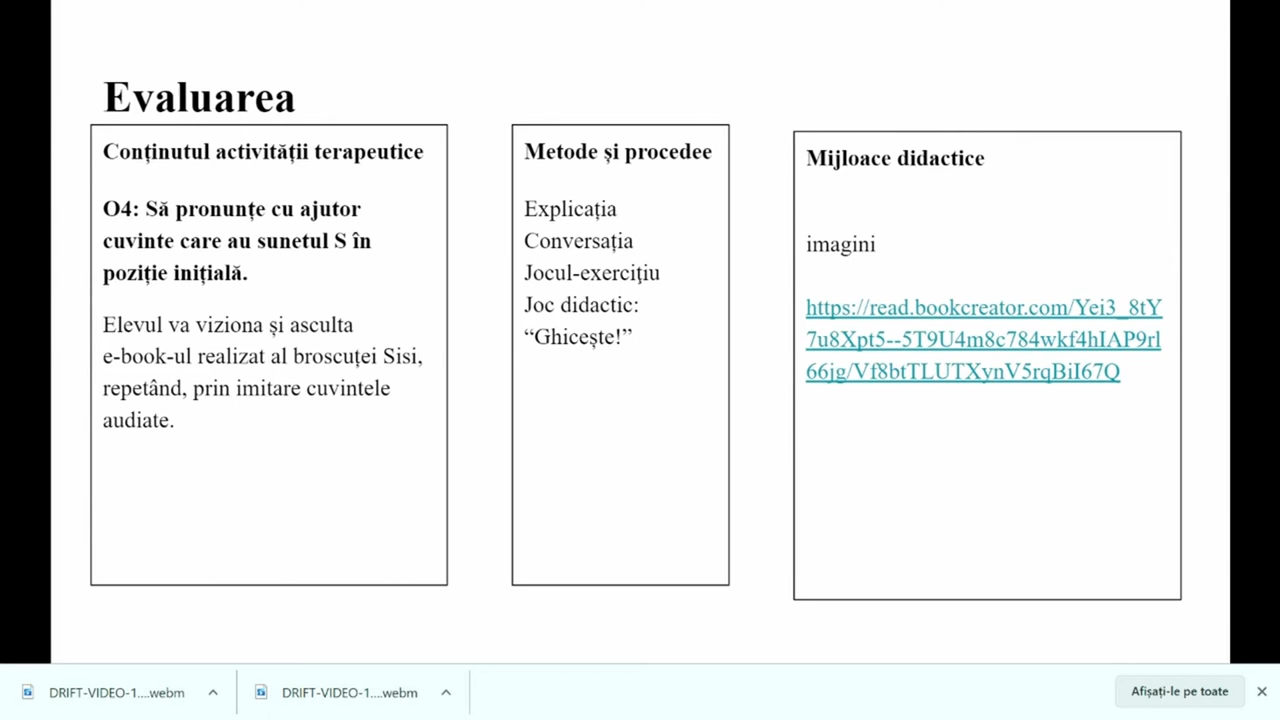 Evaluarea
Conținutul activității terapeutice
O4: Să pronunțe cu ajutor
cuvinte care au sunetul S în
poziție inițială.
Elevul va viziona și asculta
e-book-ul realizat al broscuței Sisi,
repetând, prin imitare cuvintele
audiate.
Metode și procedee
Explicația
Conversația
Jocul-exerciţiu
Joc didactic:
“Ghicește!”
Mijloace didactice
imagini
https://read.bookcreator.com/Yei3_8tY
7u8Xpt5--5T9U4m8c784wkf4hIAP9rl
66jg/Vf8btTLUTXynV5rqBiI67Q
DRIFT-VIDEO-1....webm
DRIFT-VIDEO-1....webm
Afișați-le pe toate